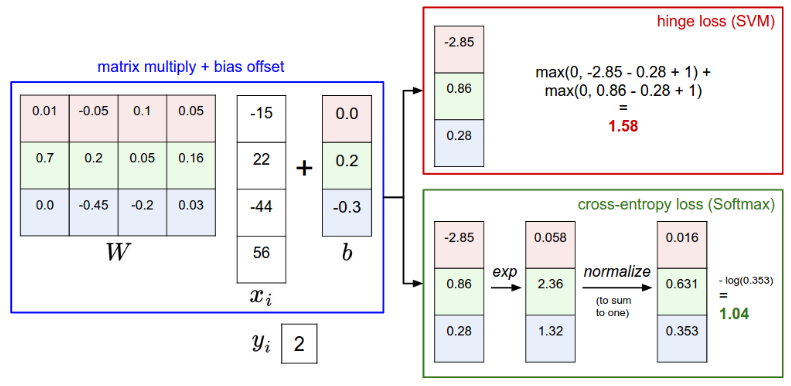 matrix multiply + bias offset
0.01 -0.05 0.1 0.05
0.7 0.2 0.05 0.16
0.0 -0.45 -0.2 0.03
W
-15
22
-44
56
x_i
+
0.0
0.2
-0.3
b
y_i 2
hinge loss (SVM)
-2.85
0.86
0.28
max(0, -2.85 - 0.28 + 1) +
max(0, 0.86 - 0.28 + 1)
=
1.58
cross-entropy loss (Softmax)
-2.85
0.86
0.28
exp
0.058
2.36
1.32
normalize
(to sum
to one)
0.016
0.631
0.353
- log(0.353)
=
1.04